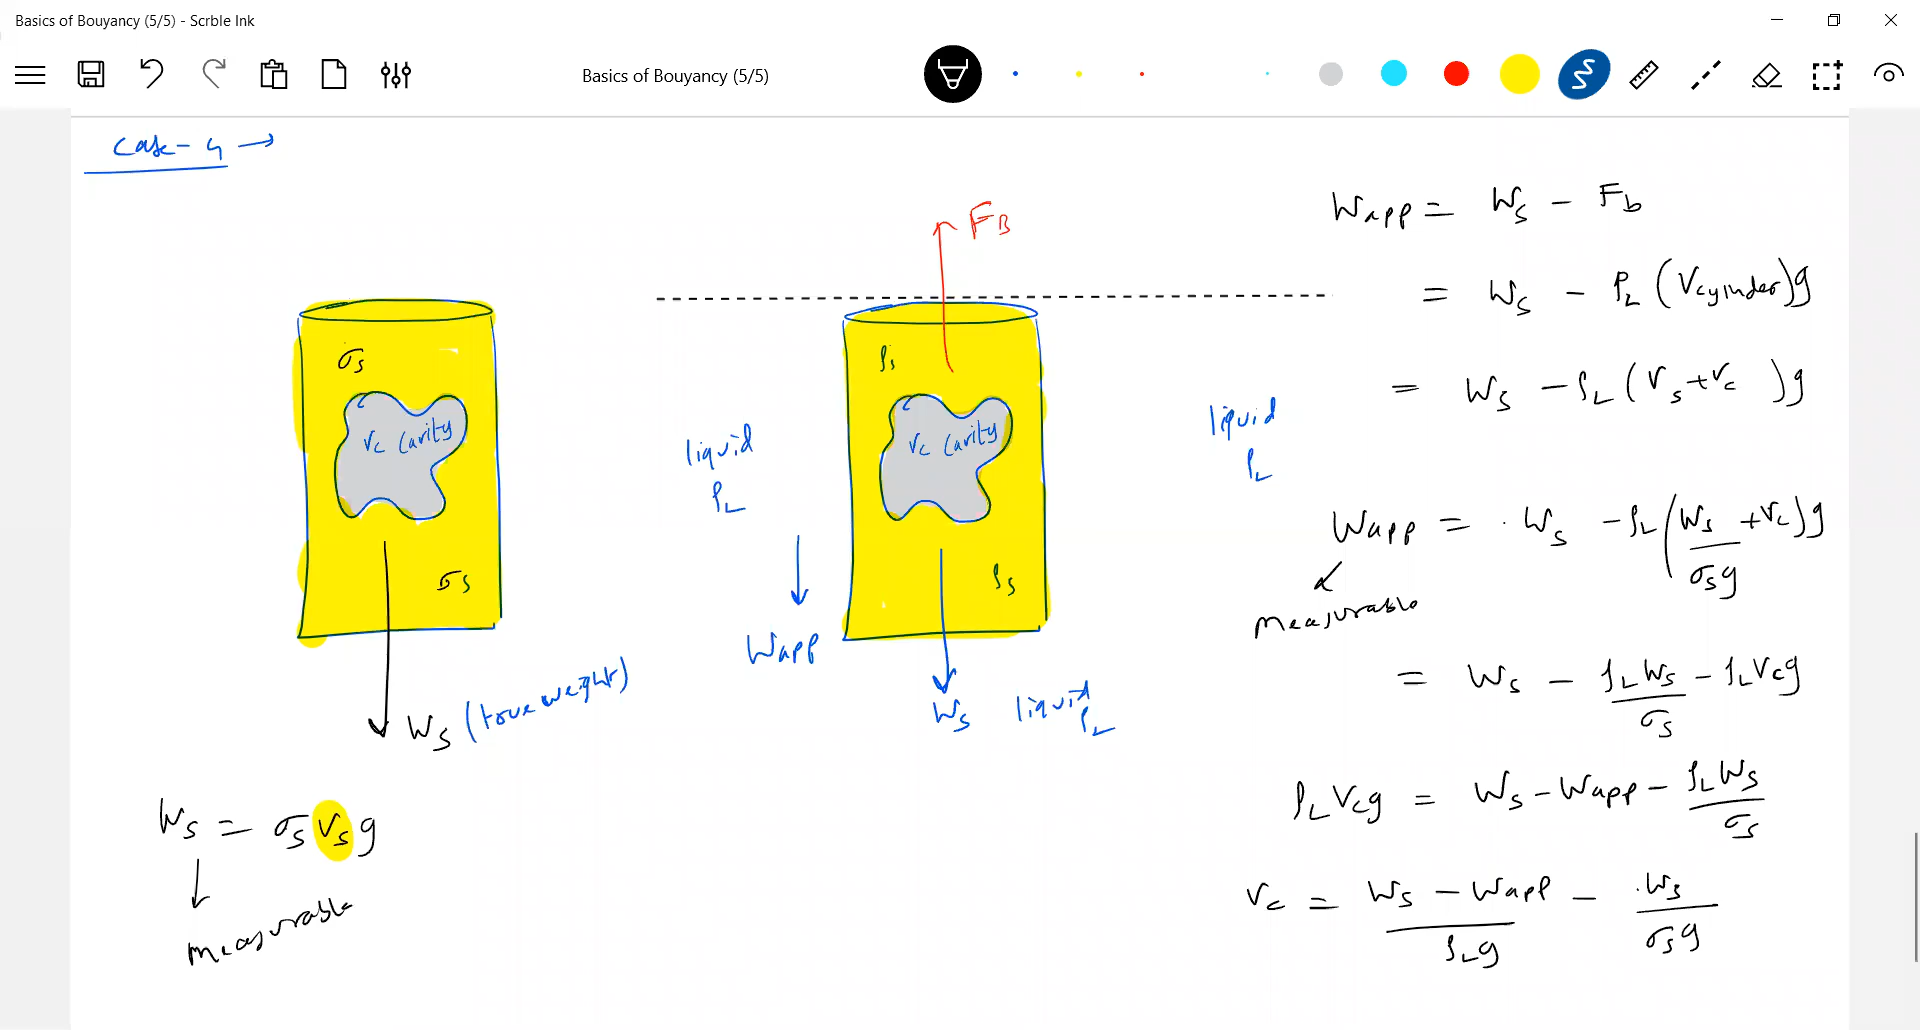 Basics of Bouyancy (5/5) - Scrble Ink
Basics of Bouyancy (5/5)
Case - 4 →
F_B
σ_s
V_c Cavity
σ_s
W_s (true weight)
W_s = σ_s V_s g
measurable
ρ_s
V_c Cavity
ρ_s
liquid
ρ_L
W_app
W_s
liquid
ρ_L
liquid
ρ_L
W_app = W_s - F_b
= W_s - ρ_L (V_cyinder) g
= W_s - ρ_L (V_s + V_c) g
W_app = W_s - ρ_L (W_s/σ_s g + V_c) g
measurable
= W_s - ρ_L W_s/σ_s - ρ_L V_c g
ρ_L V_c g = W_s - W_app - ρ_L W_s/σ_s
V_c = W_s - W_app/ρ_L g - W_s/σ_s g